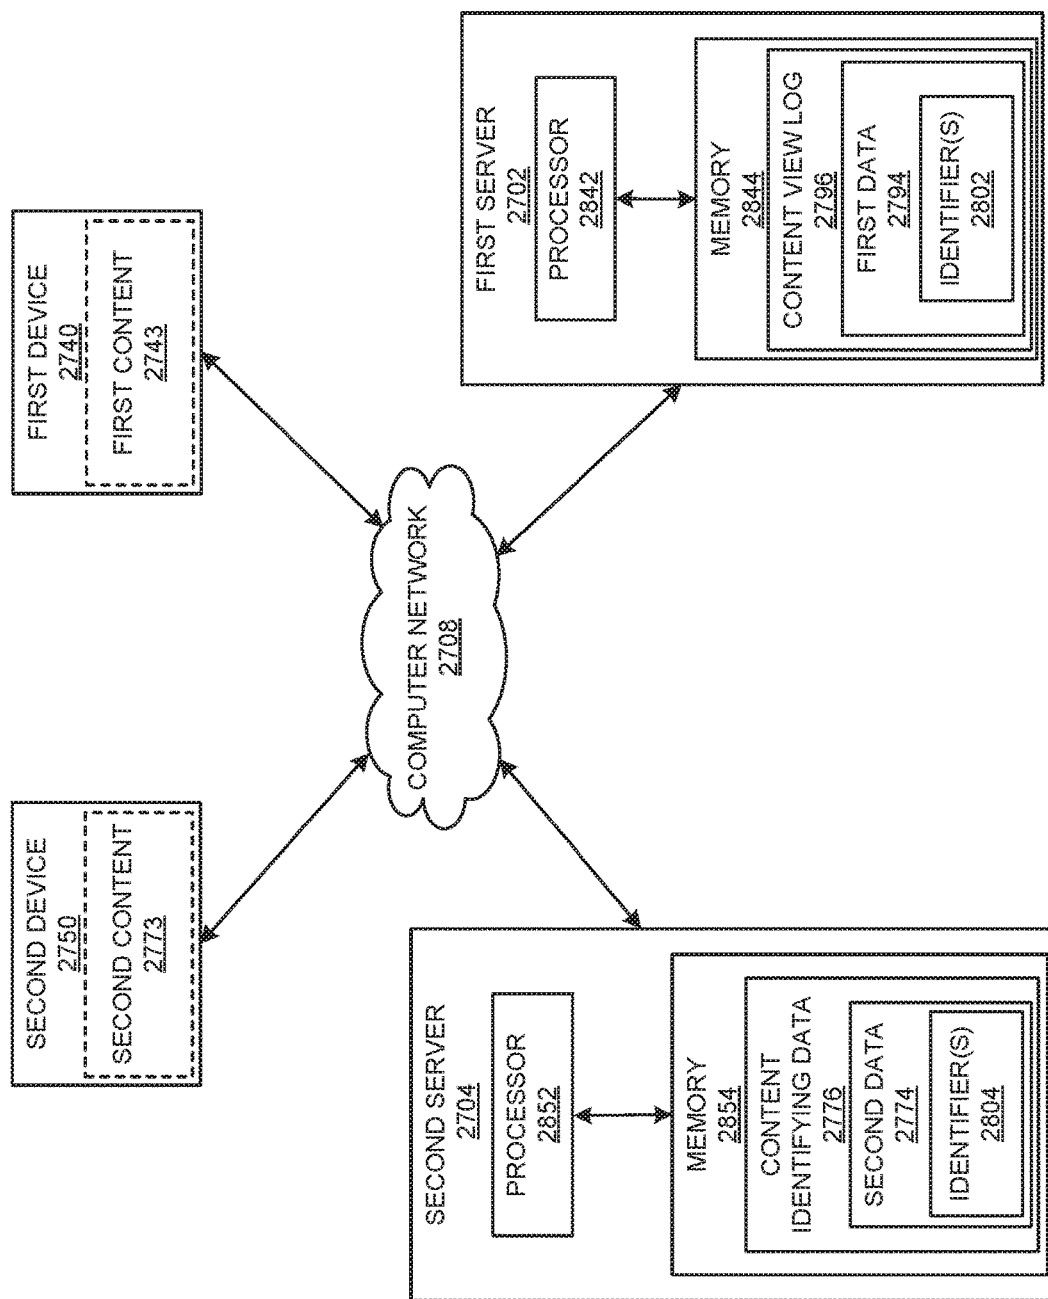 SECOND DEVICE
2750
SECOND CONTENT
2773
FIRST DEVICE
2740
FIRST CONTENT
2743
COMPUTER NETWORK
2708
SECOND SERVER
2704
PROCESSOR
2852
MEMORY
2854
CONTENT
IDENTIFYING DATA
2776
SECOND DATA
2774
IDENTIFIER(S)
2804
FIRST SERVER
2702
PROCESSOR
2842
MEMORY
2844
CONTENT VIEW LOG
2796
FIRST DATA
2794
IDENTIFIER(S)
2802